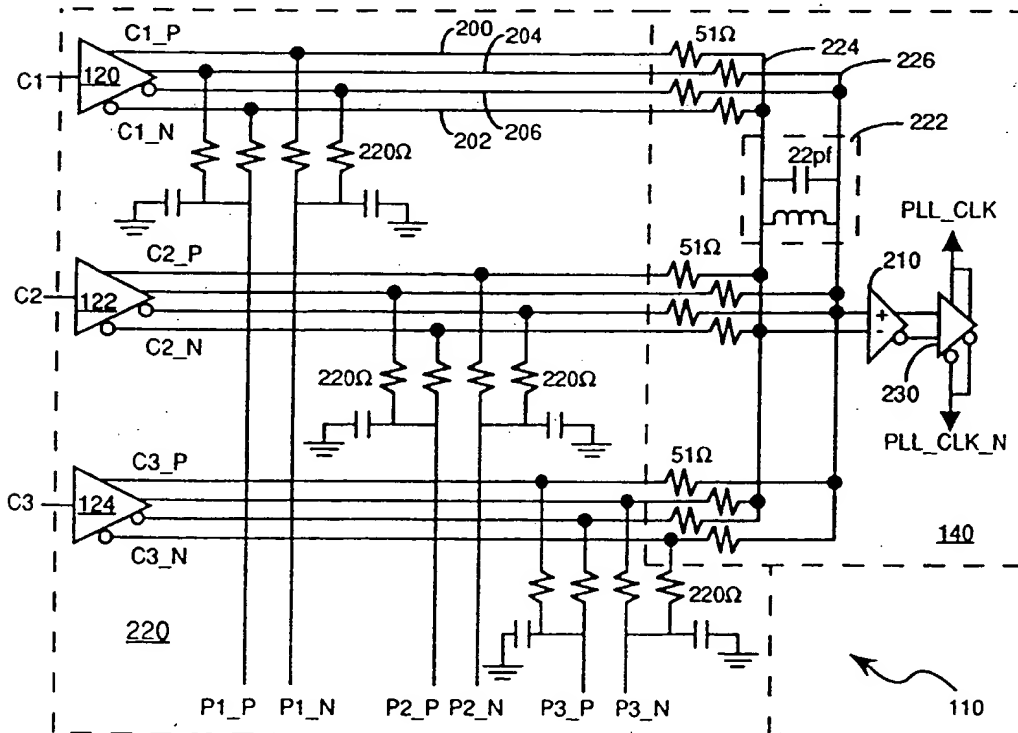 C1_P
200
204
51Ω
224
226
C1
120
C1_N
202
206
222
220Ω
22pf
PLL_CLK
C2_P
51Ω
210
C2
122
+
-
C2_N
230
220Ω
220Ω
PLL_CLK_N
C3_P
51Ω
C3
124
140
C3_N
220Ω
220
P1_P
P1_N
P2_P
P2_N
P3_P
P3_N
110